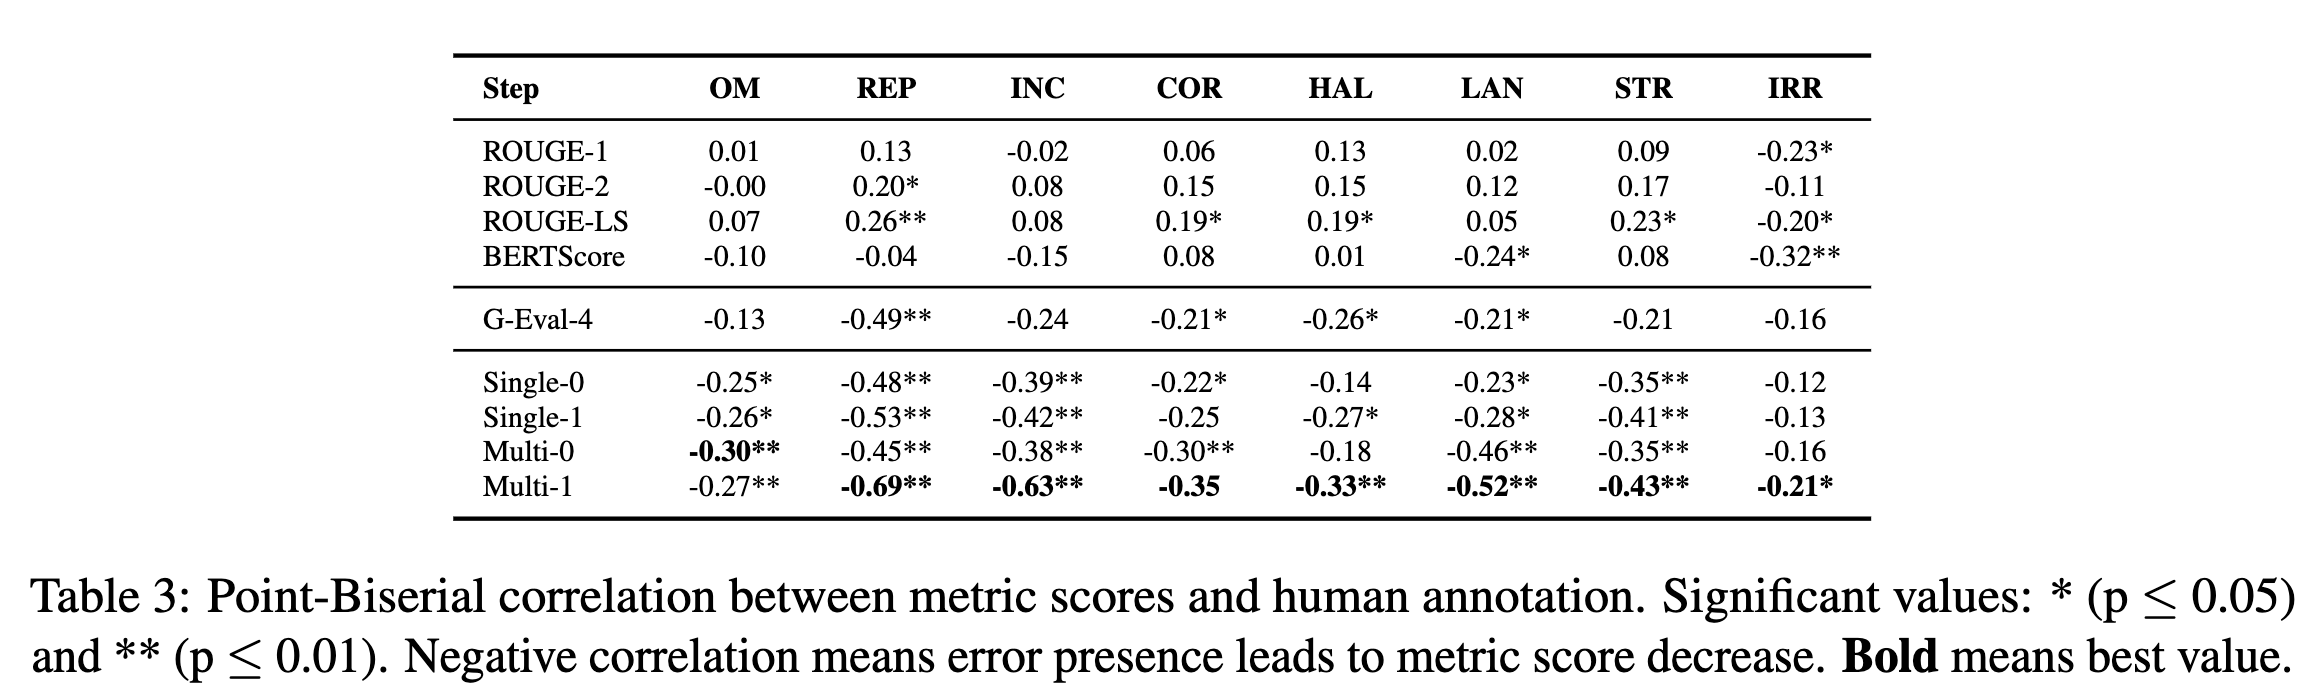 Step OM REP INC COR HAL LAN STR IRR
ROUGE-1 0.01 0.13 -0.02 0.06 0.13 0.02 0.09 -0.23*
ROUGE-2 -0.00 0.20* 0.08 0.15 0.15 0.12 0.17 -0.11
ROUGE-LS 0.07 0.26** 0.08 0.19* 0.19* 0.05 0.23* -0.20*
BERTScore -0.10 -0.04 -0.15 0.08 0.01 -0.24* 0.08 -0.32**
G-Eval-4 -0.13 -0.49** -0.24 -0.21* -0.26* -0.21* -0.21 -0.16
Single-0 -0.25* -0.48** -0.39** -0.22* -0.14 -0.23* -0.35** -0.12
Single-1 -0.26* -0.53** -0.42** -0.25 -0.27* -0.28* -0.41** -0.13
Multi-0 -0.30** -0.45** -0.38** -0.30** -0.18 -0.46** -0.35** -0.16
Multi-1 -0.27** -0.69** -0.63** -0.35 -0.33** -0.52** -0.43** -0.21*
Table 3: Point-Biserial correlation between metric scores and human annotation. Significant values: * (p ≤ 0.05)
and ** (p ≤ 0.01). Negative correlation means error presence leads to metric score decrease. Bold means best value.